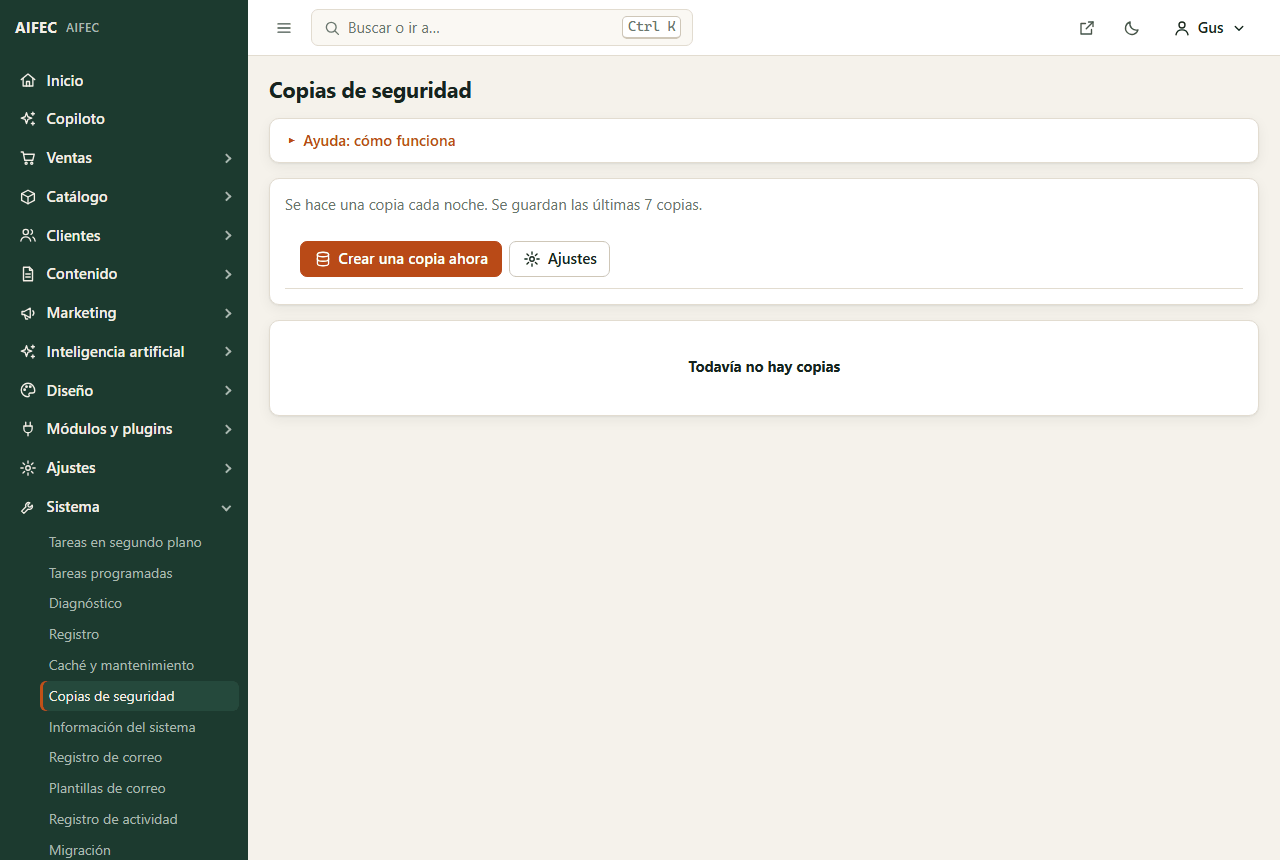 AIFEC AIFEC
Buscar o ir a...
Ctrl K
Gus
Inicio
Copiloto
Ventas
Catálogo
Clientes
Contenido
Marketing
Inteligencia artificial
Diseño
Módulos y plugins
Ajustes
Sistema
Tareas en segundo plano
Tareas programadas
Diagnóstico
Registro
Caché y mantenimiento
Copias de seguridad
Información del sistema
Registro de correo
Plantillas de correo
Registro de actividad
Migración
Copias de seguridad
Ayuda: cómo funciona
Se hace una copia cada noche. Se guardan las últimas 7 copias.
Crear una copia ahora
Ajustes
Todavía no hay copias